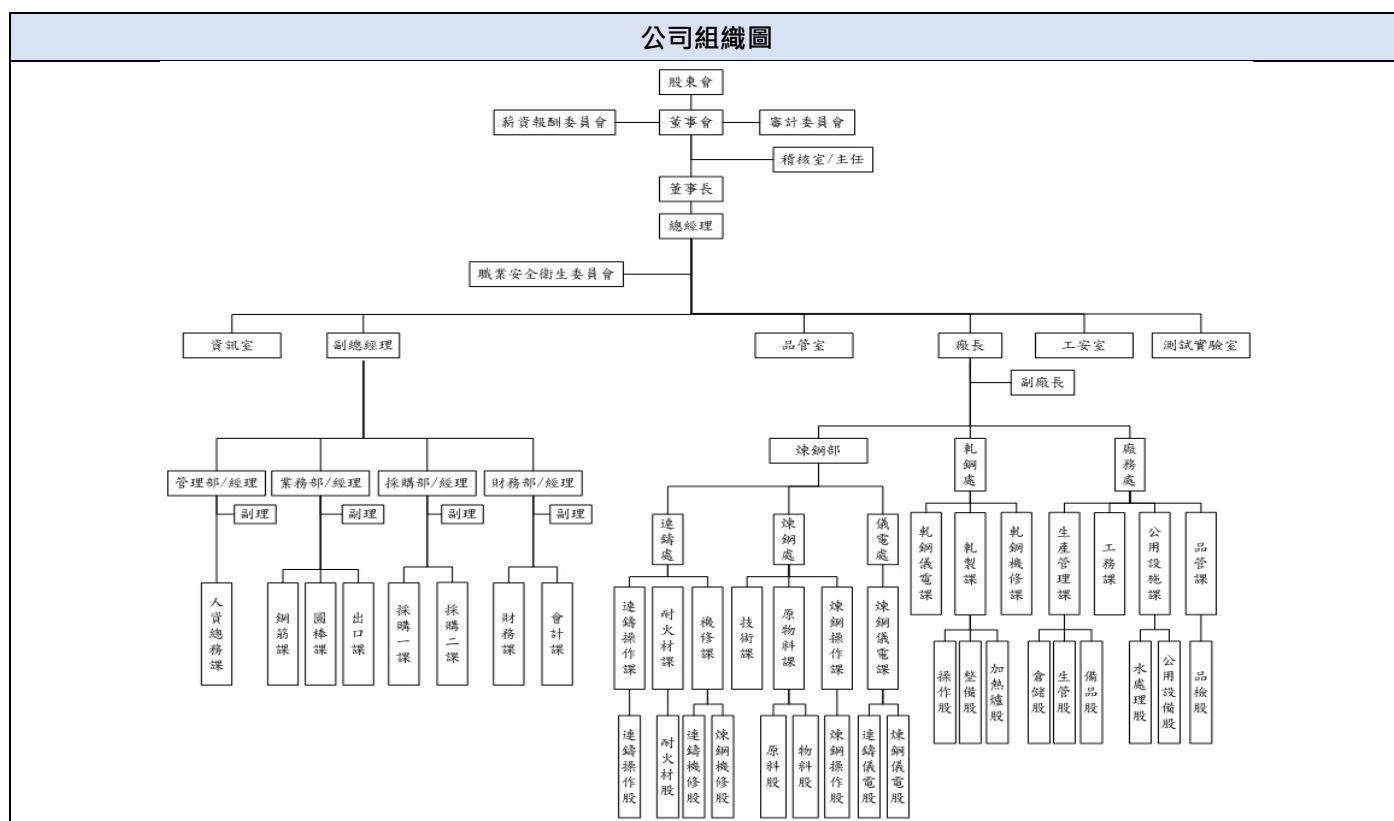 公司組織圖
股東會
薪資報酬委員會
董事會
審計委員會
稽核室/主任
董事長
總經理
職業安全衛生委員會
資訊室
副總經理
品管室
廠長
工安室
測試實驗室
副廠長
煉鋼部
軋鋼處
廠務處
管理部/經理
業務部/經理
採購部/經理
財務部/經理
副理
副理
副理
副理
連鑄處
煉鋼處
儀電處
軋鋼儀電課
軋製課
軋鋼機修課
生產管理課
工務課
公用設施課
品管課
人資總務課
鋼筋課
圓棒課
出口課
採購一課
採購二課
財務課
會計課
連鑄操作課
耐火材課
機修課
技術課
原物料課
煉鋼操作課
煉鋼儀電課
操作股
整備股
加熱爐股
倉儲股
生管股
備品股
水處理股
公用設備股
品檢股
連鑄操作股
耐火材股
連鑄機修股
煉鋼機修股
原料股
物料股
煉鋼操作股
連鑄儀電股
煉鋼儀電股